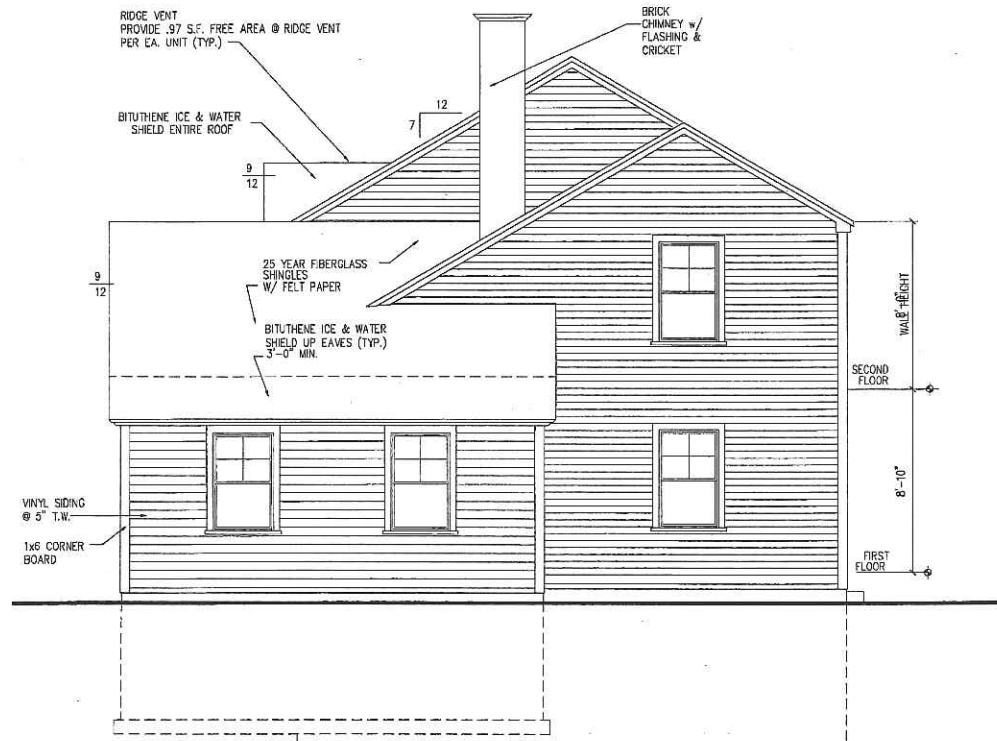 RIDGE VENT
PROVIDE .97 S.F. FREE AREA @ RIDGE VENT
PER EA. UNIT (TYP.)
BRICK
CHIMNEY w/
FLASHING &
CRICKET
BITUTHENE ICE & WATER
SHIELD ENTIRE ROOF
12
7
9
12
25 YEAR FIBERGLASS
SHINGLES
W/ FELT PAPER
9
12
BITUTHENE ICE & WATER
SHIELD UP EAVES (TYP.)
3'-0" MIN.
8'-0"
WALL HEIGHT
SECOND
FLOOR
8'-10"
VINYL SIDING
@ 5" T.W.
1x6 CORNER
BOARD
FIRST
FLOOR